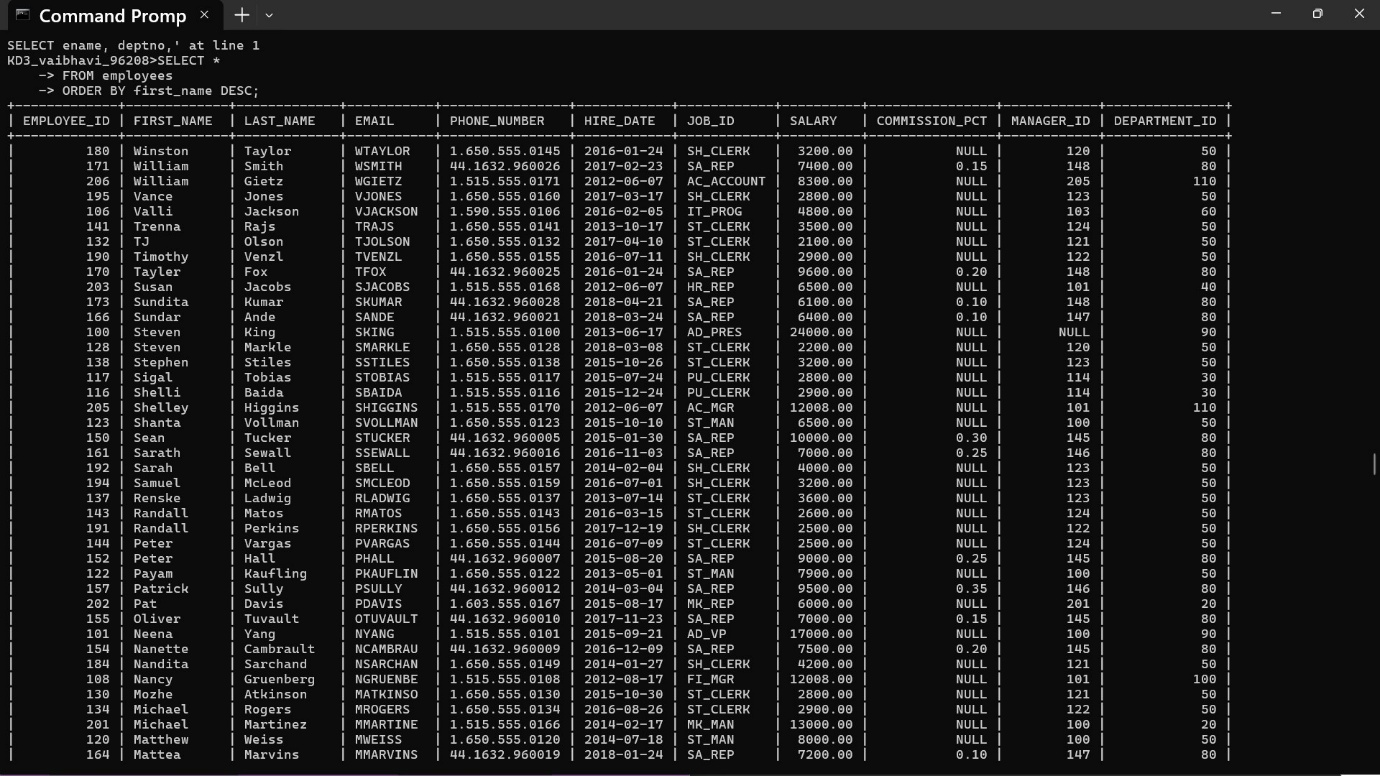 Command Promp
SELECT ename, deptno,' at line 1
KD3_vaibhavi_96208>SELECT *
    -> FROM employees
    -> ORDER BY first_name DESC;
| EMPLOYEE_ID | FIRST_NAME | LAST_NAME | EMAIL | PHONE_NUMBER | HIRE_DATE | JOB_ID | SALARY | COMMISSION_PCT | MANAGER_ID | DEPARTMENT_ID |
| 180 | Winston | Taylor | WTAYLOR | 1.650.555.0145 | 2016-01-24 | SH_CLERK | 3200.00 | NULL | 120 | 50 |
| 171 | William | Smith | WSMITH | 44.1632.960026 | 2017-02-23 | SA_REP | 7400.00 | 0.15 | 148 | 80 |
| 206 | William | Gietz | WGIETZ | 1.515.555.0171 | 2012-06-07 | AC_ACCOUNT | 8300.00 | NULL | 205 | 110 |
| 195 | Vance | Jones | VJONES | 1.650.555.0160 | 2017-03-17 | SH_CLERK | 2800.00 | NULL | 123 | 50 |
| 106 | Valli | Jackson | VJACKSON | 1.590.555.0106 | 2016-02-05 | IT_PROG | 4800.00 | NULL | 103 | 60 |
| 141 | Trenna | Rajs | TRAJS | 1.650.555.0141 | 2013-10-17 | ST_CLERK | 3500.00 | NULL | 124 | 50 |
| 132 | TJ | Olson | TJOLSON | 1.650.555.0132 | 2017-04-10 | ST_CLERK | 2100.00 | NULL | 121 | 50 |
| 190 | Timothy | Venzl | TVENZL | 1.650.555.0155 | 2016-07-11 | SH_CLERK | 2900.00 | NULL | 122 | 50 |
| 170 | Tayler | Fox | TFOX | 44.1632.960025 | 2016-01-24 | SA_REP | 9600.00 | 0.20 | 148 | 80 |
| 203 | Susan | Jacobs | SJACOBS | 1.515.555.0168 | 2012-06-07 | HR_REP | 6500.00 | NULL | 101 | 40 |
| 173 | Sundita | Kumar | SKUMAR | 44.1632.960028 | 2018-04-21 | SA_REP | 6100.00 | 0.10 | 148 | 80 |
| 166 | Sundar | Ande | SANDE | 44.1632.960021 | 2018-03-24 | SA_REP | 6400.00 | 0.10 | 147 | 80 |
| 100 | Steven | King | SKING | 1.515.555.0100 | 2013-06-17 | AD_PRES | 24000.00 | NULL | NULL | 90 |
| 128 | Steven | Markle | SMARKLE | 1.650.555.0128 | 2018-03-08 | ST_CLERK | 2200.00 | NULL | 120 | 50 |
| 138 | Stephen | Stiles | SSTILES | 1.650.555.0138 | 2015-10-26 | ST_CLERK | 3200.00 | NULL | 123 | 50 |
| 117 | Sigal | Tobias | STOBIAS | 1.515.555.0117 | 2015-07-24 | PU_CLERK | 2800.00 | NULL | 114 | 30 |
| 116 | Shelli | Baida | SBAIDA | 1.515.555.0116 | 2015-12-24 | PU_CLERK | 2900.00 | NULL | 114 | 30 |
| 205 | Shelley | Higgins | SHIGGINS | 1.515.555.0170 | 2012-06-07 | AC_MGR | 12008.00 | NULL | 101 | 110 |
| 123 | Shanta | Vollman | SVOLLMAN | 1.650.555.0123 | 2015-10-10 | ST_MAN | 6500.00 | NULL | 100 | 50 |
| 150 | Sean | Tucker | STUCKER | 44.1632.960005 | 2015-01-30 | SA_REP | 10000.00 | 0.30 | 145 | 80 |
| 161 | Sarath | Sewall | SSEWALL | 44.1632.960016 | 2016-11-03 | SA_REP | 7000.00 | 0.25 | 146 | 80 |
| 192 | Sarah | Bell | SBELL | 1.650.555.0157 | 2014-02-04 | SH_CLERK | 4000.00 | NULL | 123 | 50 |
| 194 | Samuel | McLeod | SMCLEOD | 1.650.555.0159 | 2016-07-01 | SH_CLERK | 3200.00 | NULL | 123 | 50 |
| 137 | Renske | Ladwig | RLADWIG | 1.650.555.0137 | 2013-07-14 | ST_CLERK | 3600.00 | NULL | 123 | 50 |
| 143 | Randall | Matos | RMATOS | 1.650.555.0143 | 2016-03-15 | ST_CLERK | 2600.00 | NULL | 124 | 50 |
| 191 | Randall | Perkins | RPERKINS | 1.650.555.0156 | 2017-12-19 | SH_CLERK | 2500.00 | NULL | 122 | 50 |
| 144 | Peter | Vargas | PVARGAS | 1.650.555.0144 | 2016-07-09 | ST_CLERK | 2500.00 | NULL | 124 | 50 |
| 152 | Peter | Hall | PHALL | 44.1632.960007 | 2015-08-20 | SA_REP | 9000.00 | 0.25 | 145 | 80 |
| 122 | Payam | Kaufling | PKAUFLIN | 1.650.555.0122 | 2013-05-01 | ST_MAN | 7900.00 | NULL | 100 | 50 |
| 157 | Patrick | Sully | PSULLY | 44.1632.960012 | 2014-03-04 | SA_REP | 9500.00 | 0.35 | 146 | 80 |
| 202 | Pat | Davis | PDAVIS | 1.603.555.0167 | 2015-08-17 | MK_REP | 6000.00 | NULL | 201 | 20 |
| 155 | Oliver | Tuvault | OTUVAULT | 44.1632.960010 | 2017-11-23 | SA_REP | 7000.00 | 0.15 | 145 | 80 |
| 101 | Neena | Yang | NYANG | 1.515.555.0101 | 2015-09-21 | AD_VP | 17000.00 | NULL | 100 | 90 |
| 154 | Nanette | Cambrault | NCAMBRAU | 44.1632.960009 | 2016-12-09 | SA_REP | 7500.00 | 0.20 | 145 | 80 |
| 184 | Nandita | Sarchand | NSARCHAN | 1.650.555.0149 | 2014-01-27 | SH_CLERK | 4200.00 | NULL | 121 | 50 |
| 108 | Nancy | Gruenberg | NGRUENBE | 1.515.555.0108 | 2012-08-17 | FI_MGR | 12008.00 | NULL | 101 | 100 |
| 130 | Mozhe | Atkinson | MATKINSO | 1.650.555.0130 | 2015-10-30 | ST_CLERK | 2800.00 | NULL | 121 | 50 |
| 134 | Michael | Rogers | MROGERS | 1.650.555.0134 | 2016-08-26 | ST_CLERK | 2900.00 | NULL | 122 | 50 |
| 201 | Michael | Martinez | MMARTINE | 1.515.555.0166 | 2014-02-17 | MK_MAN | 13000.00 | NULL | 100 | 20 |
| 120 | Matthew | Weiss | MWEISS | 1.650.555.0120 | 2014-07-18 | ST_MAN | 8000.00 | NULL | 100 | 50 |
| 164 | Mattea | Marvins | MMARVINS | 44.1632.960019 | 2018-01-24 | SA_REP | 7200.00 | 0.10 | 147 | 80 |